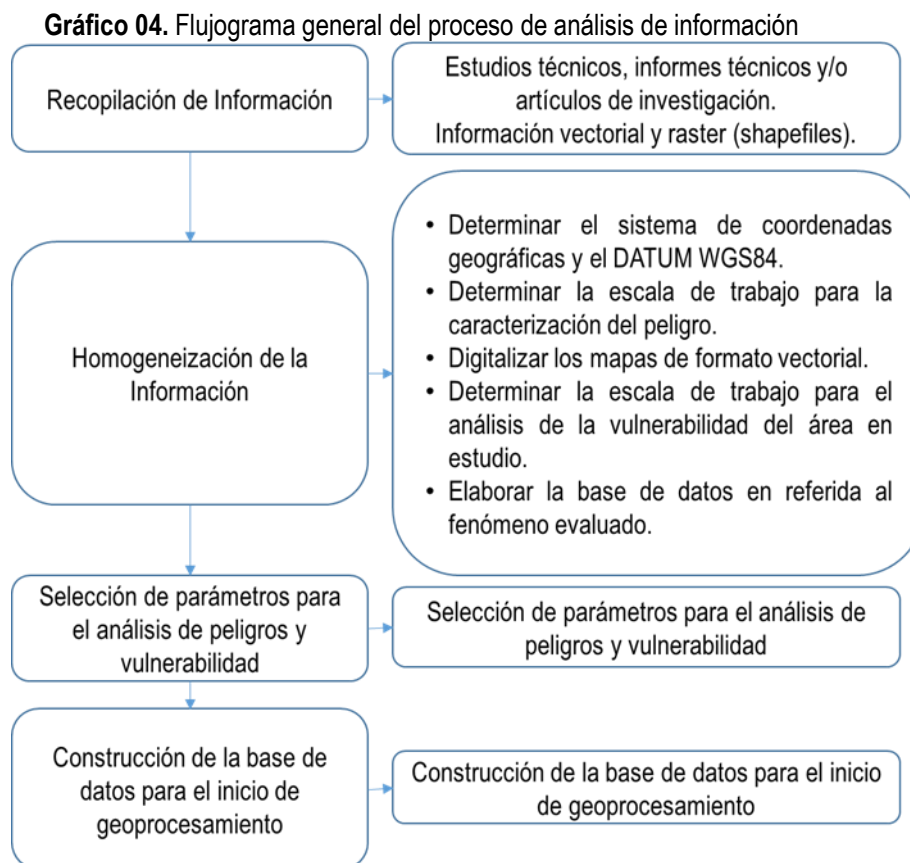 Gráfico 04. Flujograma general del proceso de análisis de información
Recopilación de Información
Estudios técnicos, informes técnicos y/o
artículos de investigación.
Información vectorial y raster (shapefiles).
Homogeneización de la
Información
• Determinar el sistema de coordenadas
geográficas y el DATUM WGS84.
• Determinar la escala de trabajo para la
caracterización del peligro.
• Digitalizar los mapas de formato vectorial.
• Determinar la escala de trabajo para el
análisis de la vulnerabilidad del área en
estudio.
• Elaborar la base de datos en referida al
fenómeno evaluado.
Selección de parámetros para
el análisis de peligros y
vulnerabilidad
Selección de parámetros para el análisis de
peligros y vulnerabilidad
Construcción de la base de
datos para el inicio de
geoprocesamiento
Construcción de la base de datos para el inicio
de geoprocesamiento